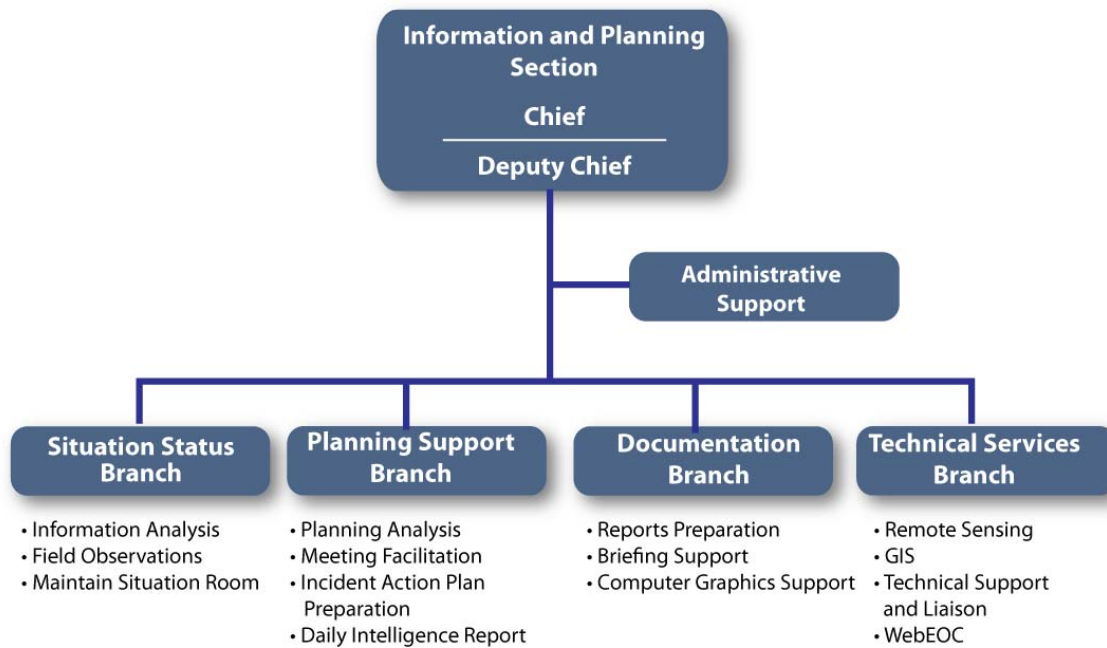 Information and Planning
Section
Chief
Deputy Chief
Administrative
Support
Situation Status
Branch
• Information Analysis
• Field Observations
• Maintain Situation Room
Planning Support
Branch
• Planning Analysis
• Meeting Facilitation
• Incident Action Plan
Preparation
• Daily Intelligence Report
Documentation
Branch
• Reports Preparation
• Briefing Support
• Computer Graphics Support
Technical Services
Branch
• Remote Sensing
• GIS
• Technical Support
and Liaison
• WebEOC